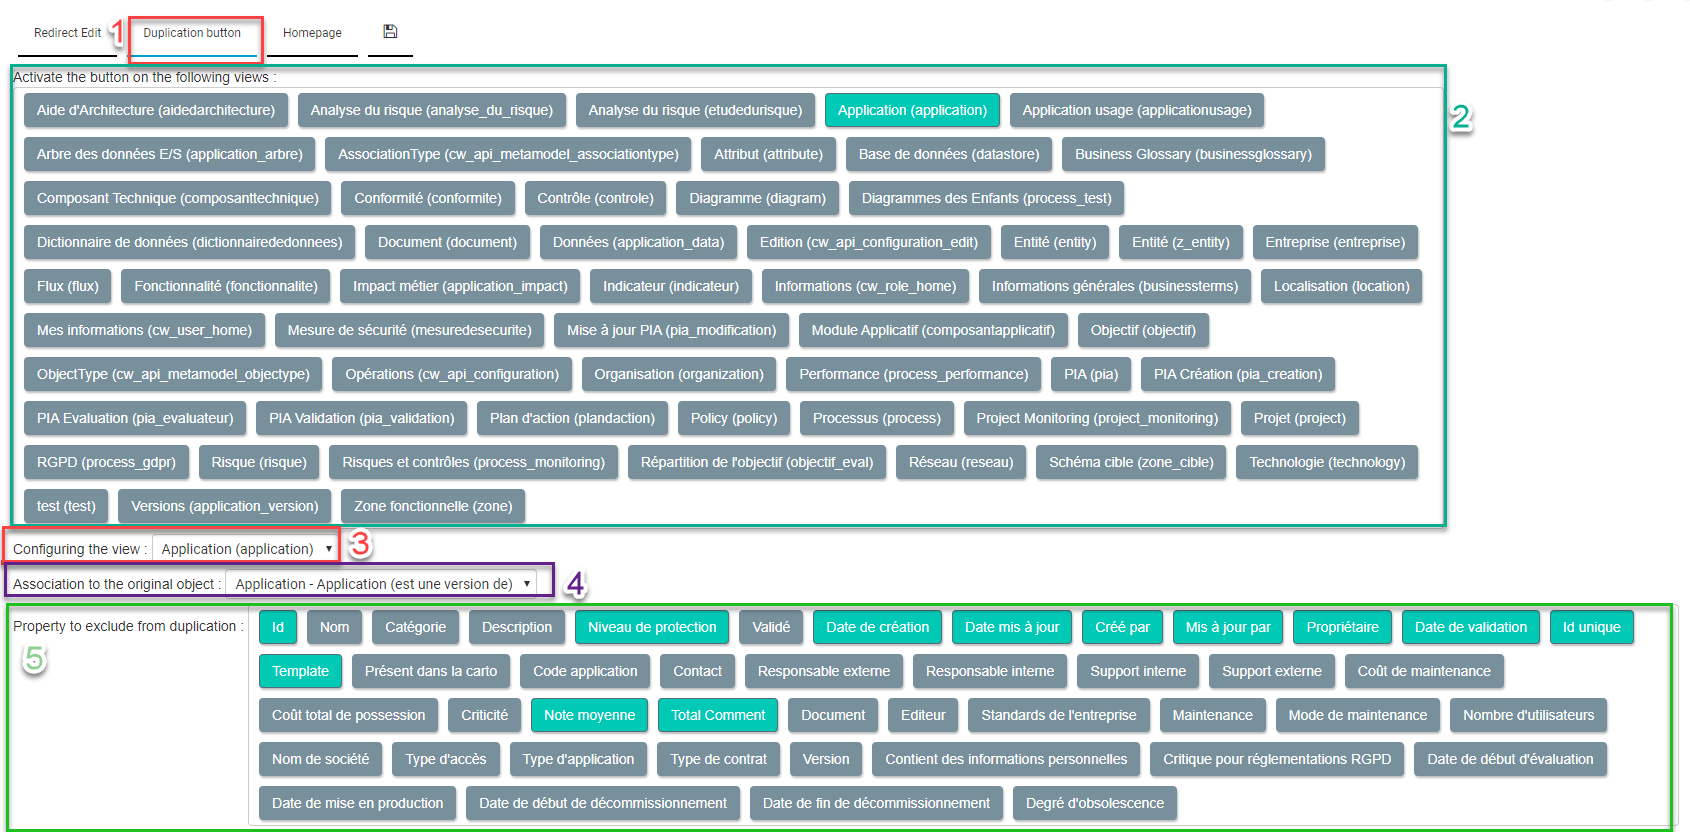 Redirect Edit 1 Duplication button Homepage
Activate the button on the following views :
Aide d'Architecture (aidedarchitecture) Analyse du risque (analyse_du_risque) Analyse du risque (etudedurisque) Application (application) Application usage (applicationusage) 2
Arbre des données E/S (application_arbre) AssociationType (cw_api_metamodel_associationtype) Attribut (attribute) Base de données (datastore) Business Glossary (businessglossary)
Composant Technique (composanttechnique) Conformité (conformite) Contrôle (controle) Diagramme (diagram) Diagrammes des Enfants (process_test)
Dictionnaire de données (dictionnairededonnees) Document (document) Données (application_data) Edition (cw_api_configuration_edit) Entité (entity) Entité (z_entity) Entreprise (entreprise)
Flux (flux) Fonctionnalité (fonctionnalite) Impact métier (application_impact) Indicateur (indicateur) Informations (cw_role_home) Informations générales (businessterms) Localisation (location)
Mes informations (cw_user_home) Mesure de sécurité (mesuredesecurite) Mise à jour PIA (pia_modification) Module Applicatif (composantapplicatif) Objectif (objectif)
ObjectType (cw_api_metamodel_objectype) Opérations (cw_api_configuration) Organisation (organization) Performance (process_performance) PIA (pia) PIA Création (pia_creation)
PIA Evaluation (pia_evaluateur) PIA Validation (pia_validation) Plan d'action (plandaction) Policy (policy) Processus (process) Project Monitoring (project_monitoring) Projet (project)
RGPD (process_gdpr) Risque (risque) Risques et contrôles (process_monitoring) Répartition de l'objectif (objectif_eval) Réseau (reseau) Schéma cible (zone_cible) Technologie (technology)
test (test) Versions (application_version) Zone fonctionnelle (zone)
Configuring the view : Application (application) 3
Association to the original object : Application - Application (est une version de) 4
Property to exclude from duplication : Id Nom Catégorie Description Niveau de protection Validé Date de création Date mis à jour Créé par Mis à jour par Propriétaire Date de validation Id unique
5 Template Présent dans la carto Code application Contact Responsable externe Responsable interne Support interne Support externe Coût de maintenance
Coût total de possession Criticité Note moyenne Total Comment Document Editeur Standards de l'entreprise Maintenance Mode de maintenance Nombre d'utilisateurs
Nom de société Type d'accès Type d'application Type de contrat Version Contient des informations personnelles Critique pour réglementations RGPD Date de début d'évaluation
Date de mise en production Date de début de décommissionnement Date de fin de décommissionnement Degré d'obsolescence